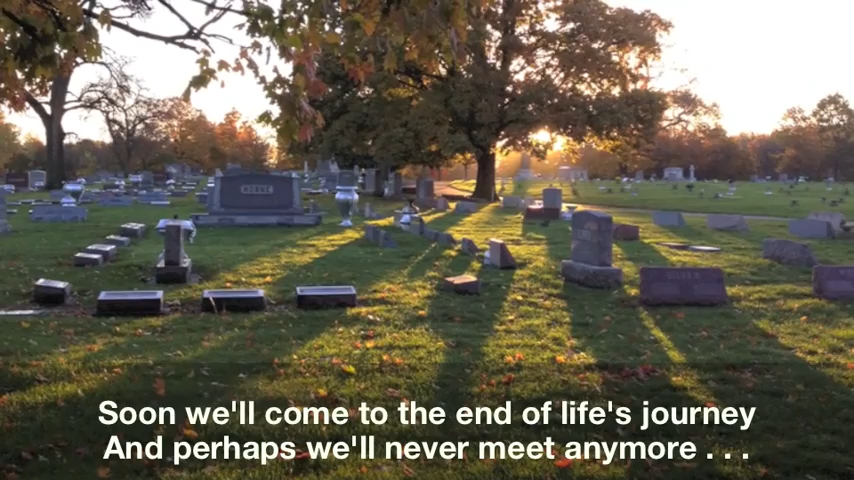 Soon we'll come to the end of life's journey
And perhaps we'll never meet anymore . . .